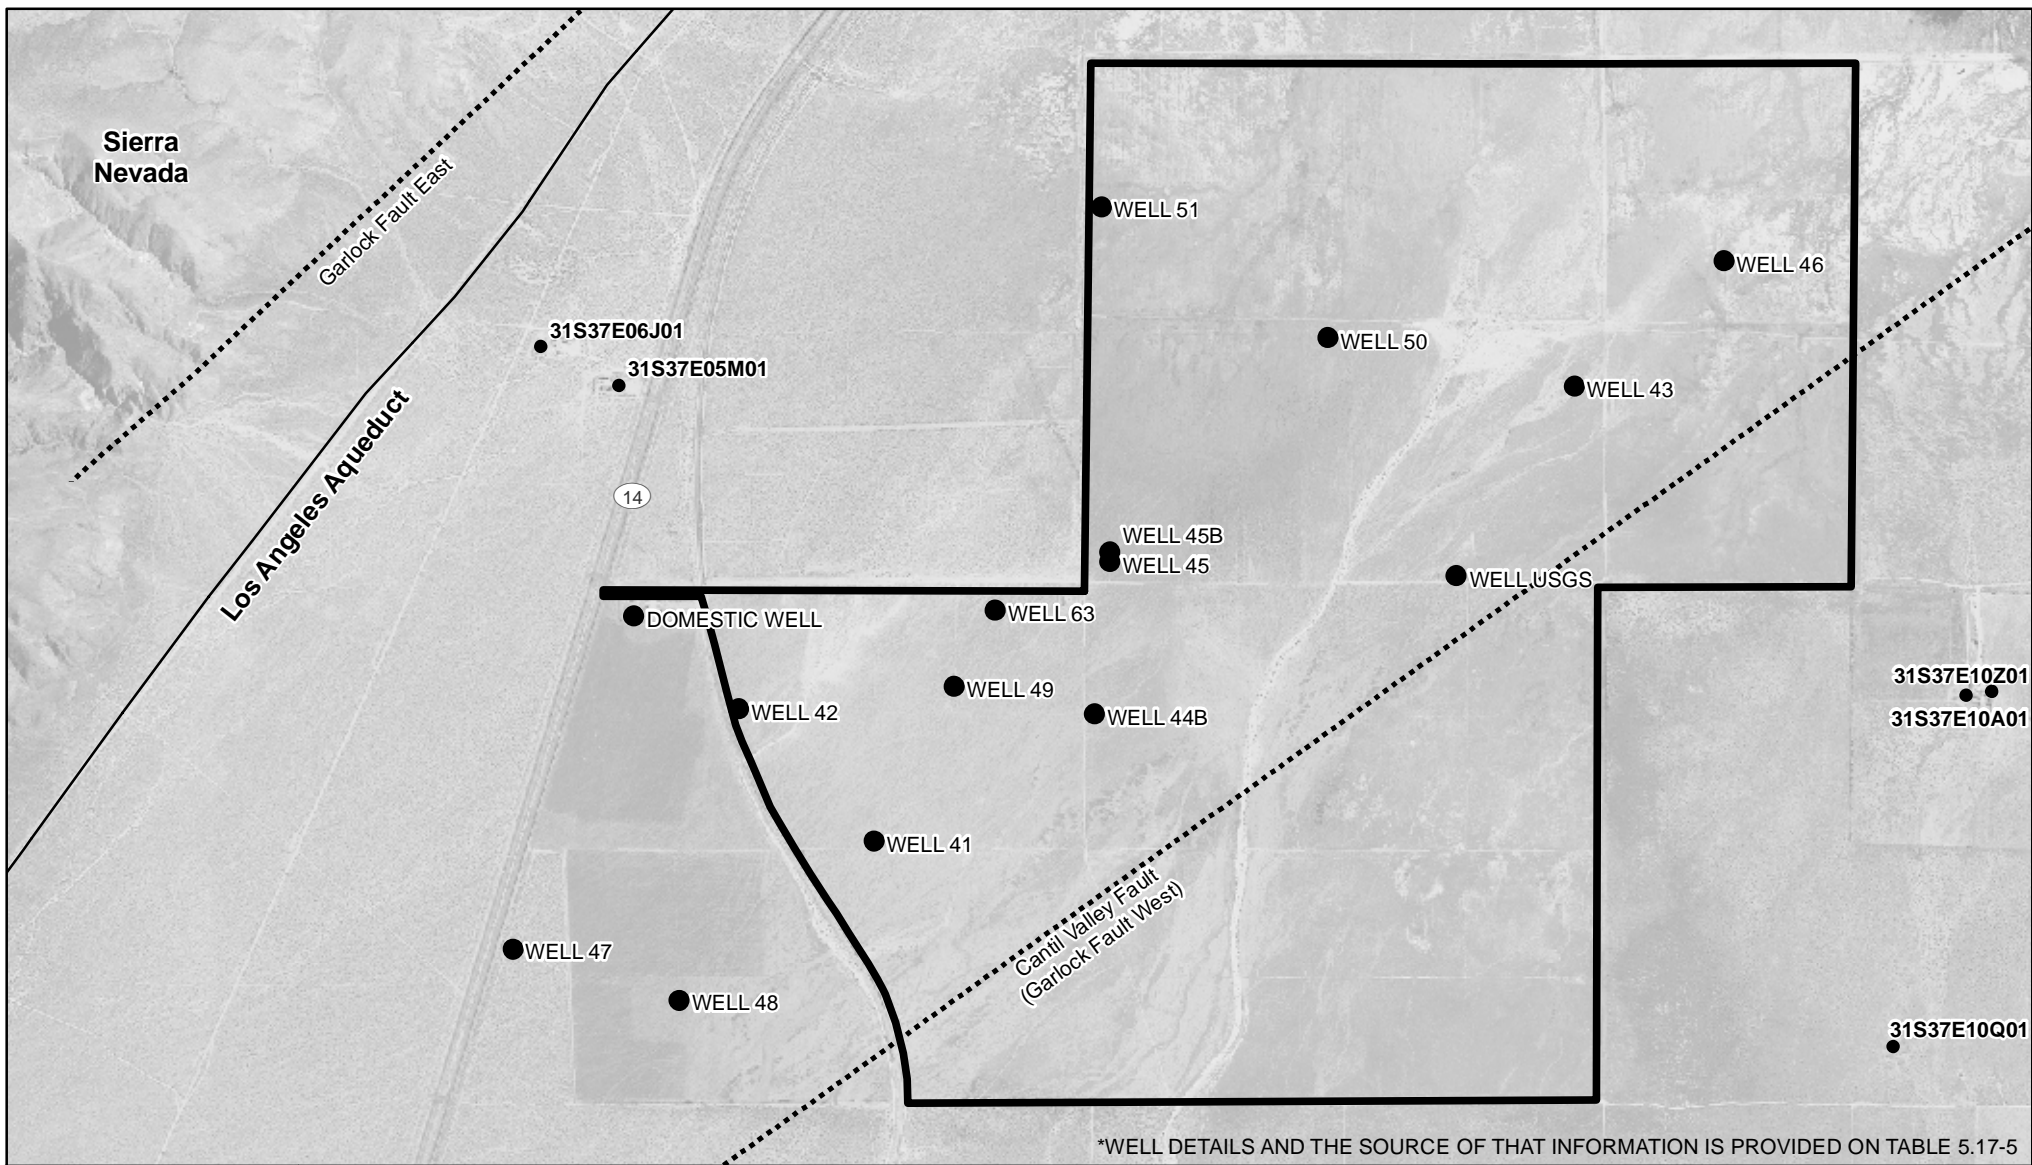 Sierra
Nevada
Garlock Fault East
WELL 51
WELL 46
31S37E06J01
WELL 50
31S37E05M01
WELL 43
Los Angeles Aqueduct
14
WELL 45B
WELL 45
WELL USGS
DOMESTIC WELL
WELL 63
31S37E10Z01
WELL 49
WELL 42
WELL 44B
31S37E10A01
WELL 41
Cantil Valley Fault
(Garlock Fault West)
WELL 47
WELL 48
31S37E10Q01
*WELL DETAILS AND THE SOURCE OF THAT INFORMATION IS PROVIDED ON TABLE 5.17-5